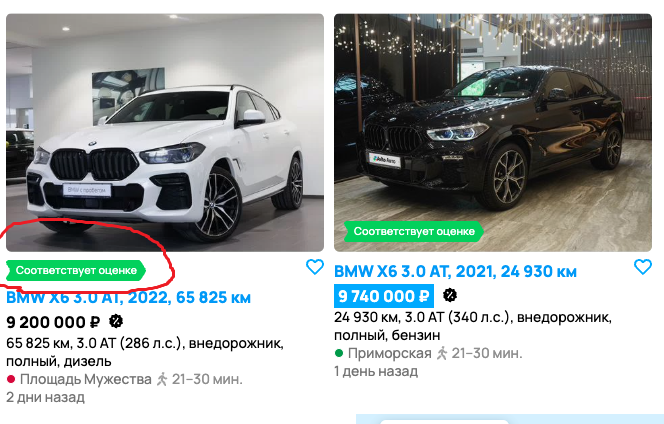 BMW с пробегом
Соответствует оценке
BMW X6 3.0 AT, 2022, 65 825 км
9 200 000 ₽
65 825 км, 3.0 AT (286 л.с.), внедорожник,
полный, дизель
Площадь Мужества 21–30 мин.
2 дни назад
Соответствует оценке
BMW X6 3.0 AT, 2021, 24 930 км
9 740 000 ₽
24 930 км, 3.0 AT (340 л.с.), внедорожник,
полный, бензин
Приморская 21–30 мин.
1 день назад